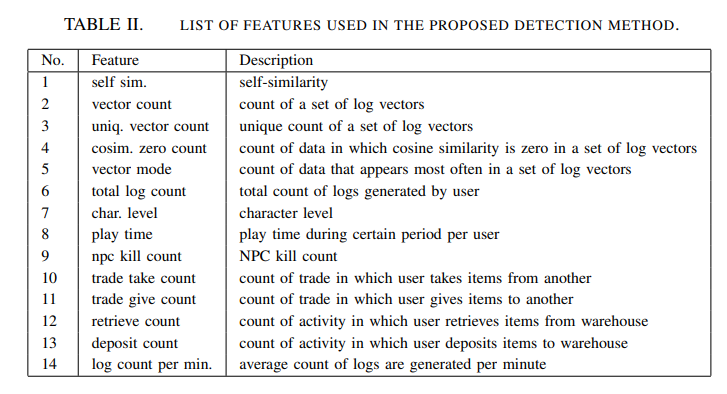 TABLE II. LIST OF FEATURES USED IN THE PROPOSED DETECTION METHOD.
No. Feature Description
1 self sim. self-similarity
2 vector count count of a set of log vectors
3 uniq. vector count unique count of a set of log vectors
4 cosim. zero count count of data in which cosine similarity is zero in a set of log vectors
5 vector mode count of data that appears most often in a set of log vectors
6 total log count total count of logs generated by user
7 char. level character level
8 play time play time during certain period per user
9 npc kill count NPC kill count
10 trade take count count of trade in which user takes items from another
11 trade give count count of trade in which user gives items to another
12 retrieve count count of activity in which user retrieves items from warehouse
13 deposit count count of activity in which user deposits items to warehouse
14 log count per min. average count of logs are generated per minute